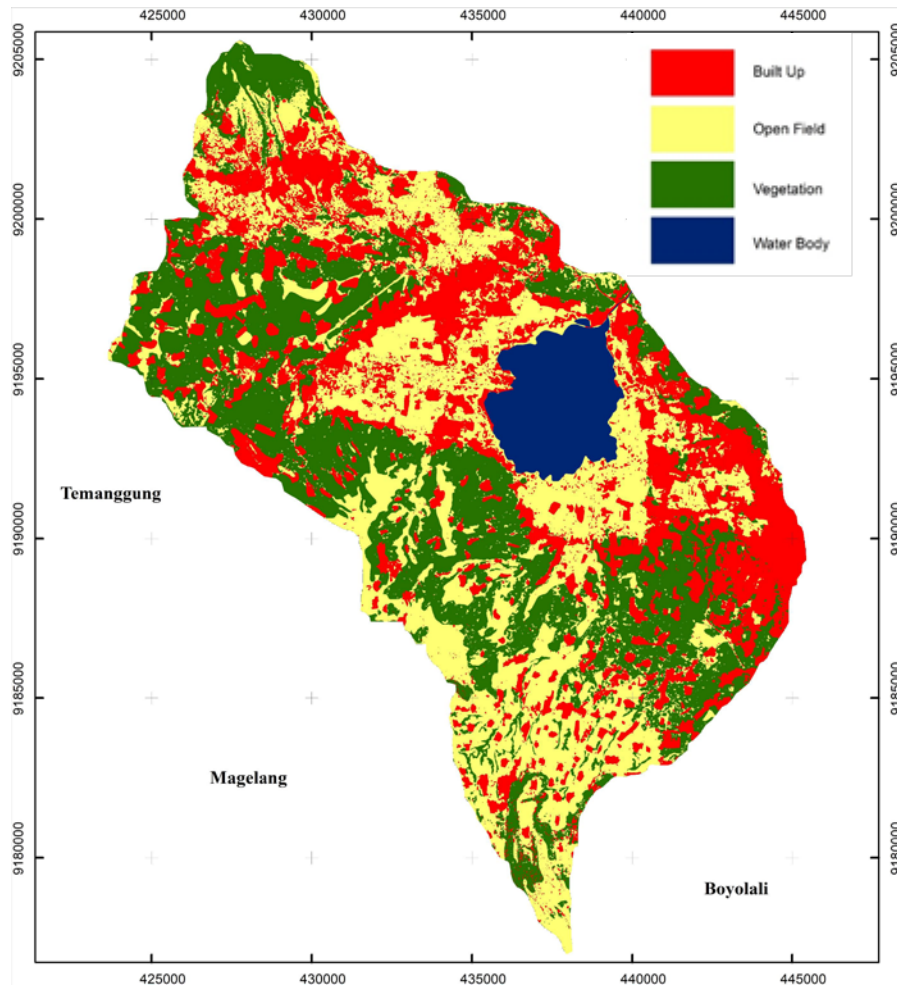 425000 430000 435000 440000 445000
9205000 9205000
Built Up
Open Field
Vegetation
9200000 9200000
Water Body
9195000 9195000
Temanggung
9190000 9190000
9185000 9185000
Magelang
9180000 9180000
Boyolali
425000 430000 435000 440000 445000